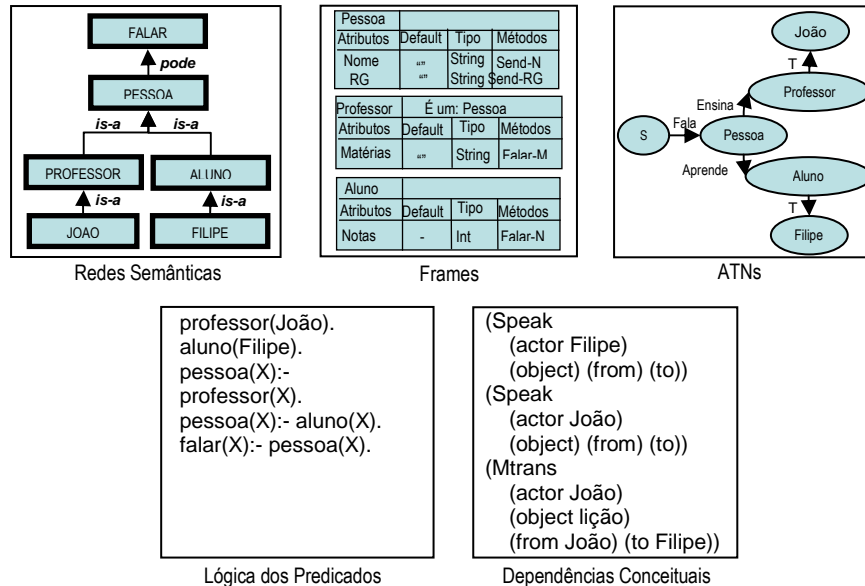 FALAR
pode
PESSOA
is-a is-a
PROFESSOR ALUNO
is-a is-a
JOAO FILIPE
Redes Semânticas
Pessoa
Atributos Default Tipo Métodos
Nome “” String Send-N
RG “” String Send-RG
Professor É um: Pessoa
Atributos Default Tipo Métodos
Matérias “” String Falar-M
Aluno
Atributos Default Tipo Métodos
Notas - Int Falar-N
Frames
João
T
Professor
Ensina
S Fala Pessoa
Aprende
Aluno
T
Filipe
ATNs
professor(João).
aluno(Filipe).
pessoa(X):-
professor(X).
pessoa(X):- aluno(X).
falar(X):- pessoa(X).
Lógica dos Predicados
(Speak
(actor Filipe)
(object) (from) (to))
(Speak
(actor João)
(object) (from) (to))
(Mtrans
(actor João)
(object lição)
(from João) (to Filipe))
Dependências Conceituais